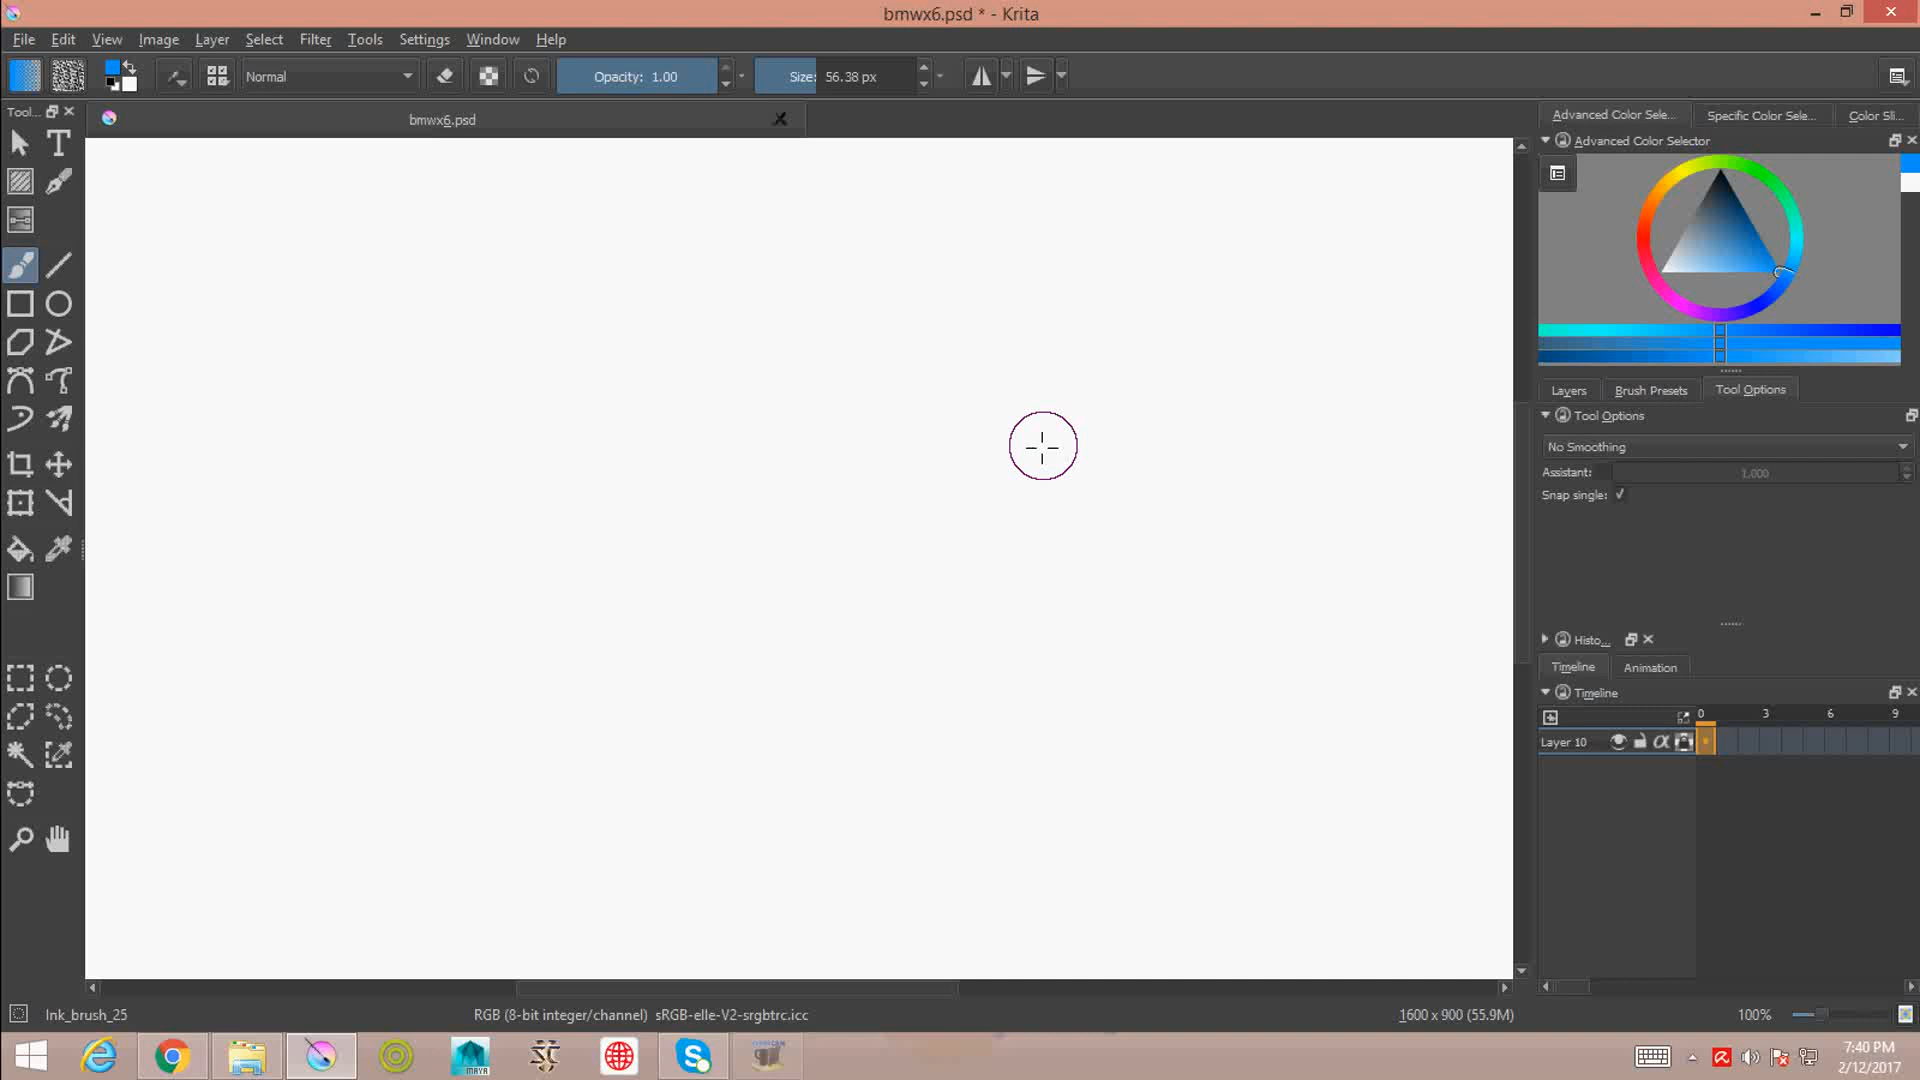 bmwx6.psd * - Krita
File Edit View Image Layer Select Filter Tools Settings Window Help
Normal Opacity: 1.00 Size: 56.38 px
Tool...
bmwx6.psd
Advanced Color Sele... Specific Color Sele... Color Sli...
Advanced Color Selector
Layers Brush Presets Tool Options
Tool Options
No Smoothing
Assistant: 1.000
Snap single:
Histo...
Timeline Animation
Timeline
0 3 6 9
Layer 10
Ink_brush_25 RGB (8-bit integer/channel) sRGB-elle-V2-srgbtrc.icc 1600 x 900 (55.9M) 100%
MAYA
7:40 PM
2/12/2017